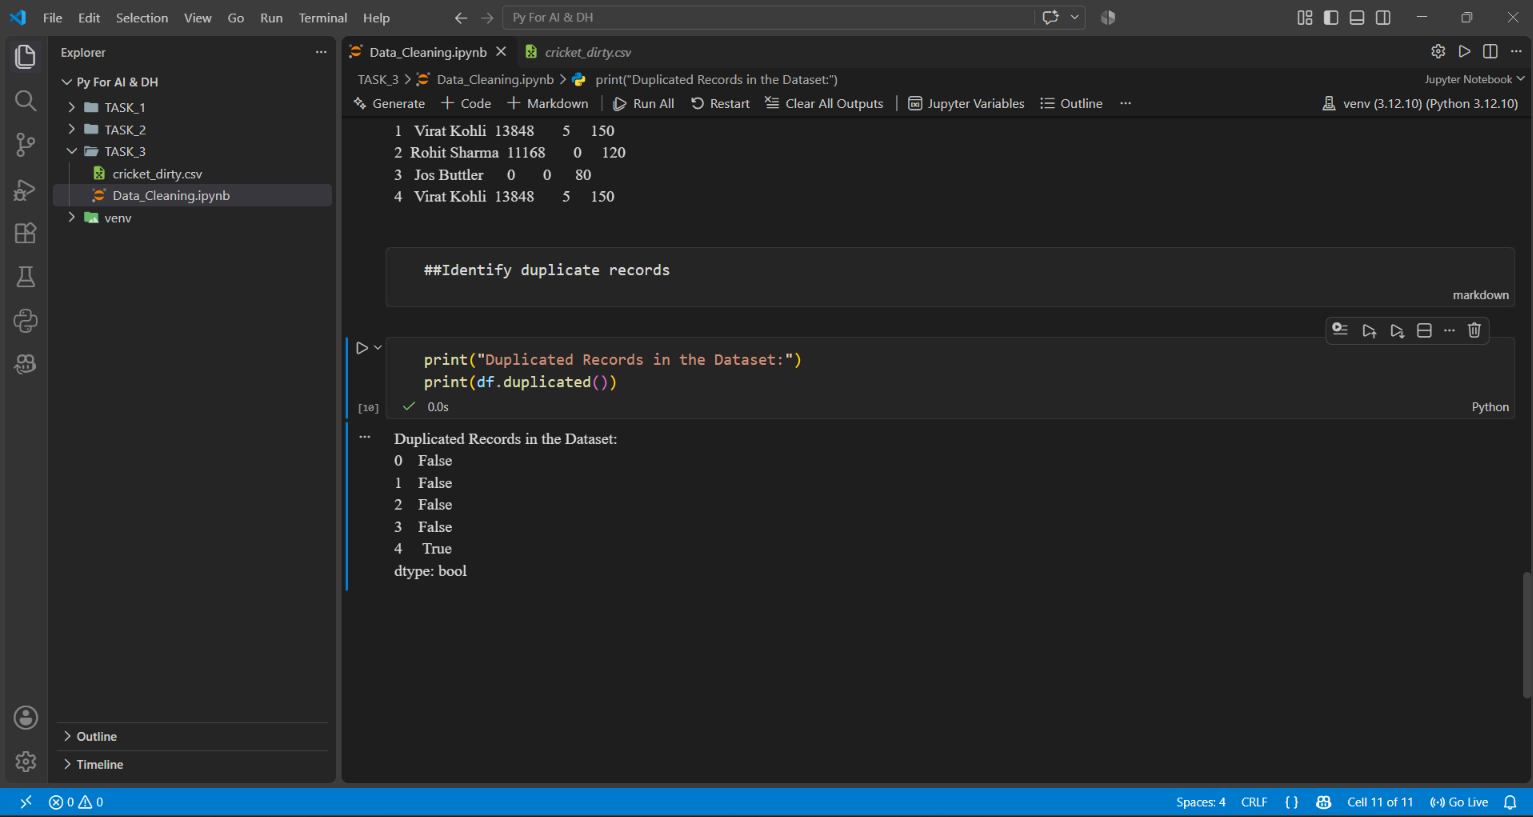 File Edit Selection View Go Run Terminal Help
Py For AI & DH
Explorer
Data_Cleaning.ipynb
cricket_dirty.csv
Py For AI & DH
TASK_1
TASK_2
TASK_3
cricket_dirty.csv
Data_Cleaning.ipynb
venv
Outline
Timeline
TASK_3 > Data_Cleaning.ipynb > print("Duplicated Records in the Dataset:")
Jupyter Notebook
Generate + Code + Markdown Run All Restart Clear All Outputs Jupyter Variables Outline ...
venv (3.12.10) (Python 3.12.10)
1 Virat Kohli 13848 5 150
2 Rohit Sharma 11168 0 120
3 Jos Buttler 0 0 80
4 Virat Kohli 13848 5 150
##Identify duplicate records
markdown
print("Duplicated Records in the Dataset:")
print(df.duplicated())
[10] 0.0s
Python
Duplicated Records in the Dataset:
0 False
1 False
2 False
3 False
4 True
dtype: bool
0 0
Spaces: 4 CRLF { } Cell 11 of 11 Go Live